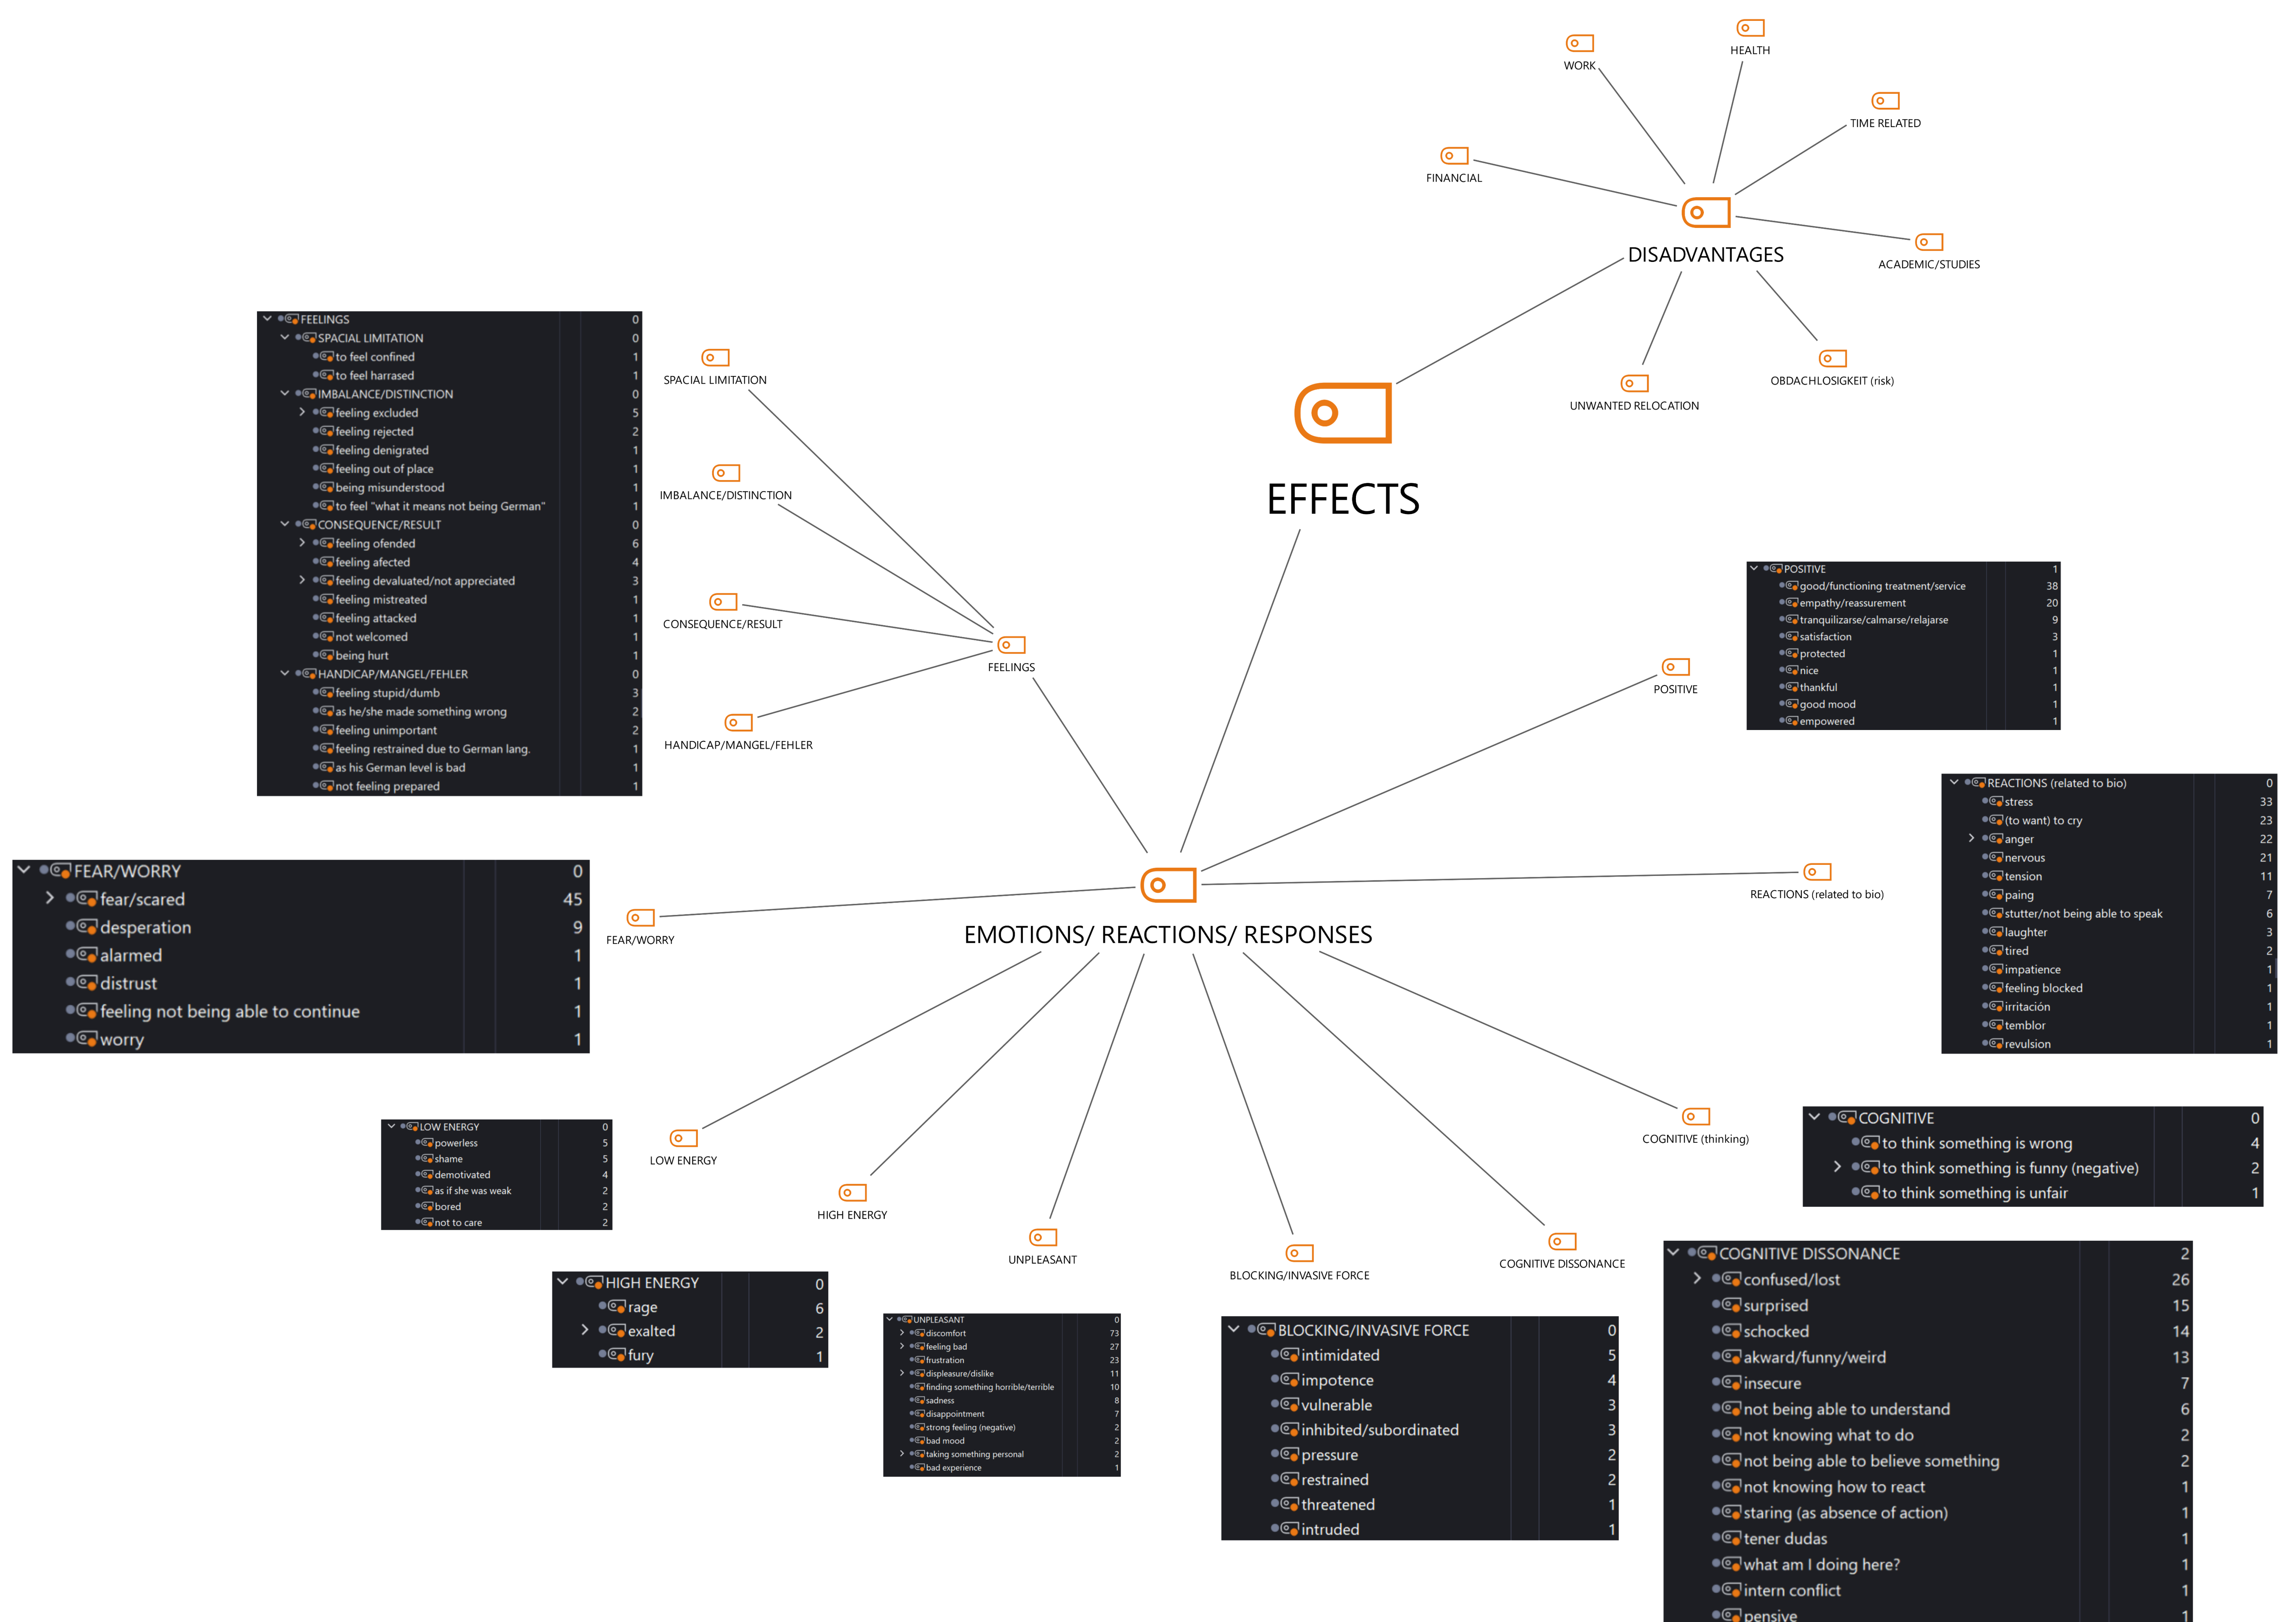 HEALTH
WORK
TIME RELATED
FINANCIAL
DISADVANTAGES
ACADEMIC/STUDIES
OBDACHLOSIGKEIT (risk)
UNWANTED RELOCATION
EFFECTS
FEELINGS 0
SPACIAL LIMITATION 0
to feel confined 1
to feel harrased 1
IMBALANCE/DISTINCTION 0
feeling excluded 5
feeling rejected 2
feeling denigrated 1
feeling out of place 1
being misunderstood 1
to feel "what it means not being German" 1
CONSEQUENCE/RESULT 0
feeling ofended 6
feeling afected 4
feeling devaluated/not appreciated 3
feeling mistreated 1
feeling attacked 1
not welcomed 1
being hurt 1
HANDICAP/MANGEL/FEHLER 0
feeling stupid/dumb 3
as he/she made something wrong 2
feeling unimportant 2
feeling restrained due to German lang. 1
as his German level is bad 1
not feeling prepared 1
SPACIAL LIMITATION
IMBALANCE/DISTINCTION
CONSEQUENCE/RESULT
FEELINGS
HANDICAP/MANGEL/FEHLER
POSITIVE 1
good/functioning treatment/service 38
empathy/reassurement 20
tranquilizarse/calmarse/relajarse 9
satisfaction 3
protected 1
nice 1
thankful 1
good mood 1
empowered 1
POSITIVE
REACTIONS (related to bio) 0
stress 33
(to want) to cry 23
anger 22
nervous 21
tension 11
paing 7
stutter/not being able to speak 6
laughter 3
tired 2
impatience 1
feeling blocked 1
irritación 1
temblor 1
revulsion 1
REACTIONS (related to bio)
FEAR/WORRY 0
fear/scared 45
desperation 9
alarmed 1
distrust 1
feeling not being able to continue 1
worry 1
FEAR/WORRY
EMOTIONS/ REACTIONS/ RESPONSES
LOW ENERGY 0
powerless 5
shame 5
demotivated 4
as if she was weak 2
bored 2
not to care 2
LOW ENERGY
HIGH ENERGY
UNPLEASANT
BLOCKING/INVASIVE FORCE
COGNITIVE DISSONANCE
COGNITIVE (thinking)
COGNITIVE 0
to think something is wrong 4
to think something is funny (negative) 2
to think something is unfair 1
HIGH ENERGY 0
rage 6
exalted 2
fury 1
UNPLEASANT 0
discomfort 73
feeling bad 27
frustration 23
displeasure/dislike 11
finding something horrible/terrible 10
sadness 8
disappointment 7
strong feeling (negative) 2
bad mood 2
taking something personal 2
bad experience 1
BLOCKING/INVASIVE FORCE 0
intimidated 5
impotence 4
vulnerable 3
inhibited/subordinated 3
pressure 2
restrained 2
threatened 1
intruded 1
COGNITIVE DISSONANCE 2
confused/lost 26
surprised 15
schocked 14
akward/funny/weird 13
insecure 7
not being able to understand 6
not knowing what to do 2
not being able to believe something 2
not knowing how to react 1
staring (as absence of action) 1
tener dudas 1
what am I doing here? 1
intern conflict 1
pensive 1